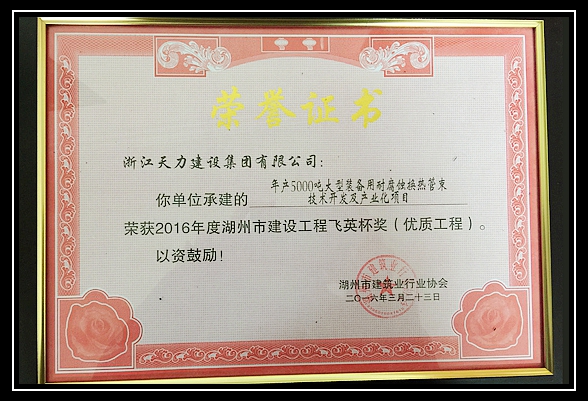 荣誉证书
浙江天力建设集团有限公司：
年产5000吨大型装备用耐腐蚀换热管束
你单位承建的
技术开发及产业化项目
荣获2016年度湖州市建设工程飞英杯奖（优质工程）。
以资鼓励！
湖州市建筑业行业协会
二〇一六年三月二十三日